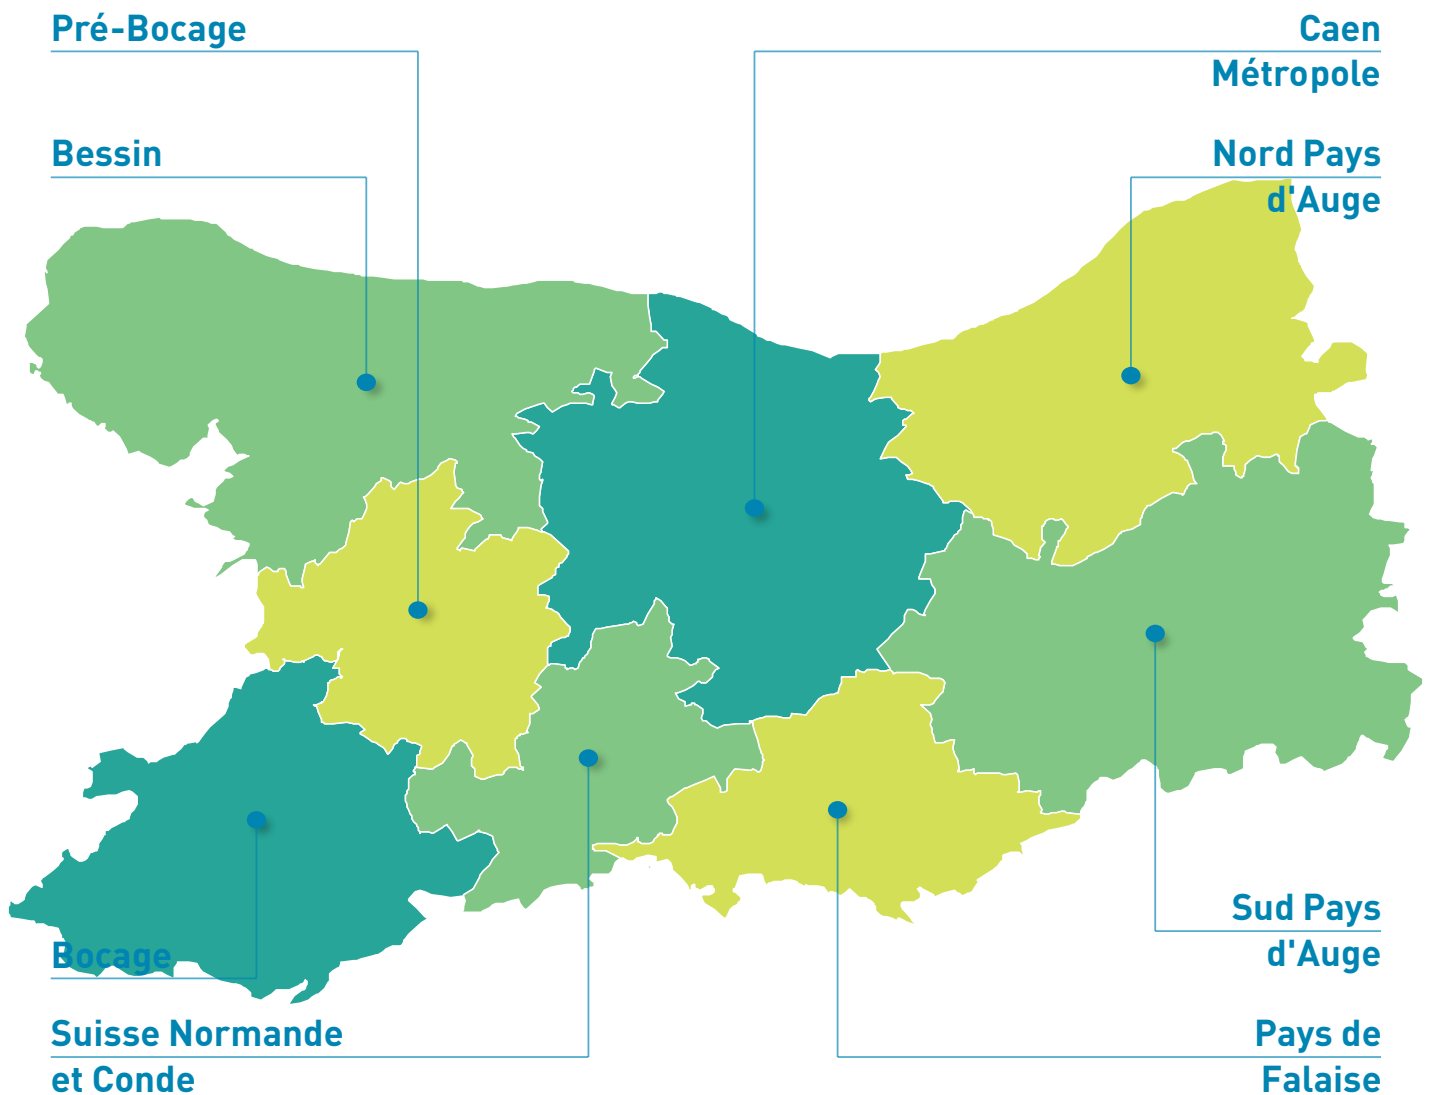 Pré-Bocage
Caen
Métropole
Bessin
Nord Pays
d'Auge
Sud Pays
d'Auge
Bocage
Suisse Normande
et Conde
Pays de
Falaise